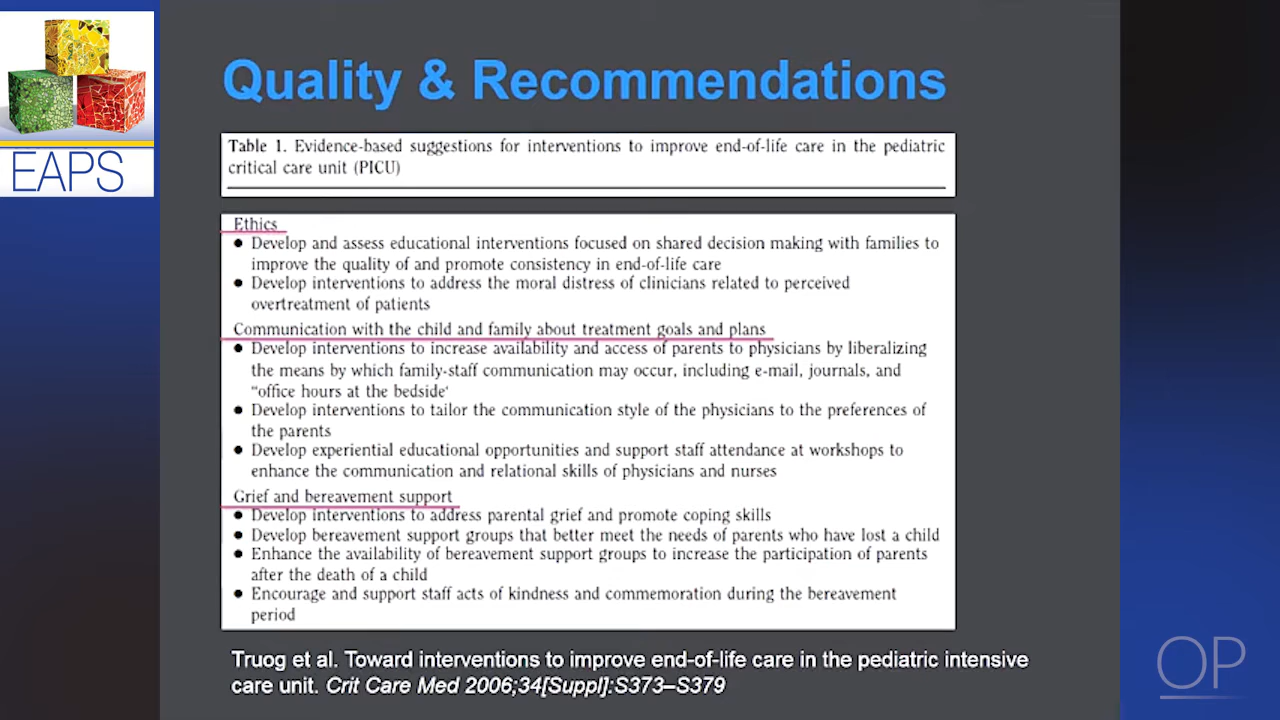 EAPS
Quality & Recommendations
Table 1. Evidence-based suggestions for interventions to improve end-of-life care in the pediatric
critical care unit (PICU)
Ethics
● Develop and assess educational interventions focused on shared decision making with families to
improve the quality of and promote consistency in end-of-life care
● Develop interventions to address the moral distress of clinicians related to perceived
overtreatment of patients
Communication with the child and family about treatment goals and plans
● Develop interventions to increase availability and access of parents to physicians by liberalizing
the means by which family-staff communication may occur, including e-mail, journals, and
"office hours at the bedside'
● Develop interventions to tailor the communication style of the physicians to the preferences of
the parents
● Develop experiential educational opportunities and support staff attendance at workshops to
enhance the communication and relational skills of physicians and nurses
Grief and bereavement support
● Develop interventions to address parental grief and promote coping skills
● Develop bereavement support groups that better meet the needs of parents who have lost a child
● Enhance the availability of bereavement support groups to increase the participation of parents
after the death of a child
● Encourage and support staff acts of kindness and commemoration during the bereavement
period
Truog et al. Toward interventions to improve end-of-life care in the pediatric intensive
care unit. Crit Care Med 2006;34[Suppl]:S373–S379
OP